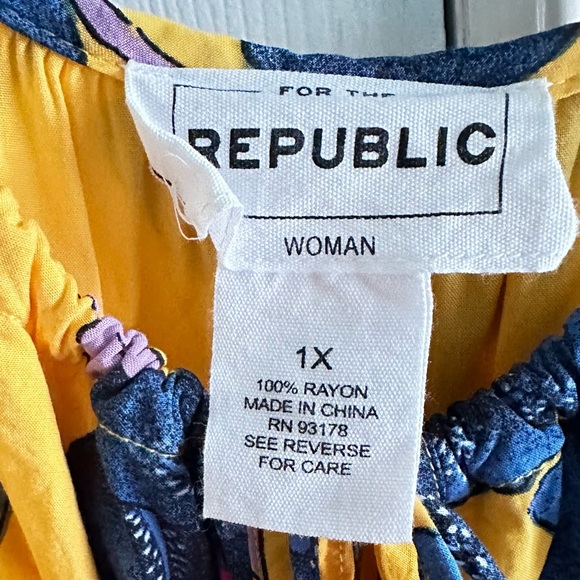 FOR THE
REPUBLIC
WOMAN
1X
100% RAYON
MADE IN CHINA
RN 93178
SEE REVERSE
FOR CARE